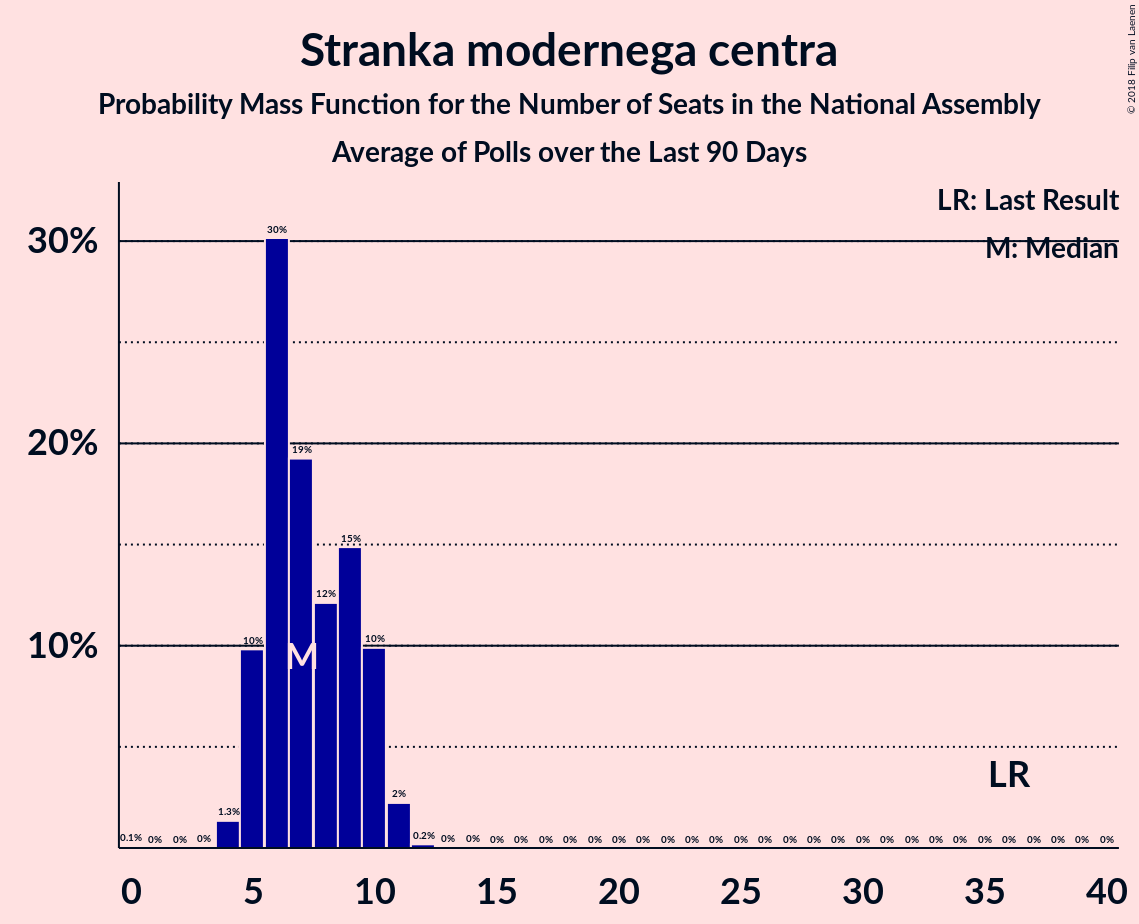 Stranka modernega centra
Probability Mass Function for the Number of Seats in the National Assembly
Average of Polls over the Last 90 Days
© 2018 Filip van Laenen
LR: Last Result
M: Median
30%
20%
10%
0.1% 0% 0% 0% 1.3% 10% 30% 19% 12% 15% 10% 2% 0.2% 0% 0% 0% 0% 0% 0% 0% 0% 0% 0% 0% 0% 0% 0% 0% 0% 0% 0% 0% 0% 0% 0% 0% 0% 0% 0% 0% 0%
M
LR
0 5 10 15 20 25 30 35 40